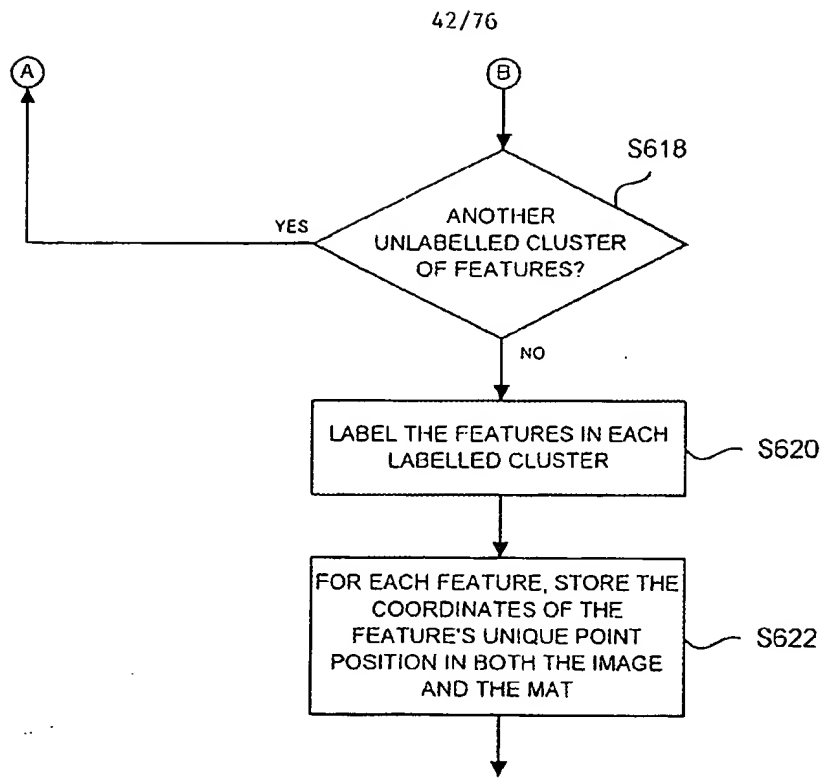 42/76
A
B
S618
ANOTHER
UNLABELLED CLUSTER
OF FEATURES?
YES
NO
LABEL THE FEATURES IN EACH
LABELLED CLUSTER
S620
FOR EACH FEATURE, STORE THE
COORDINATES OF THE
FEATURE'S UNIQUE POINT
POSITION IN BOTH THE IMAGE
AND THE MAT
S622